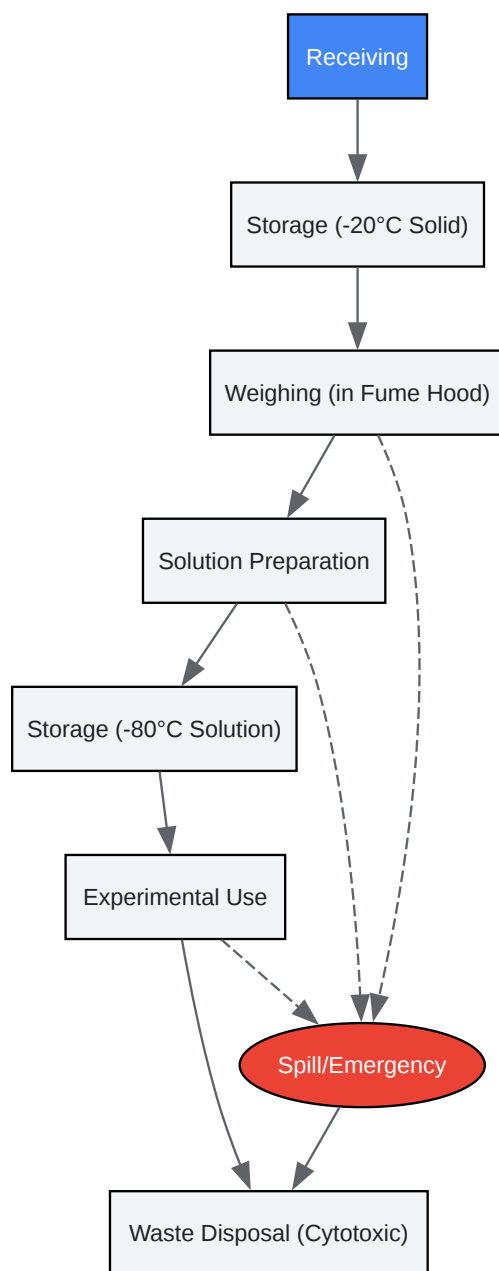 Receiving
Storage (-20°C Solid)
Weighing (in Fume Hood)
Solution Preparation
Storage (-80°C Solution)
Experimental Use
Spill/Emergency
Waste Disposal (Cytotoxic)